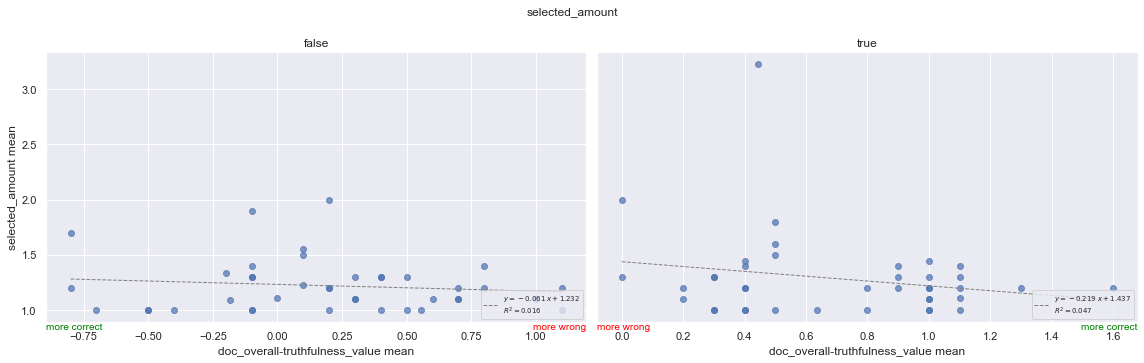 selected_amount
false
true
selected_amount mean
3.0
2.5
2.0
1.5
1.0
y = −0.061 x + 1.232
R² = 0.016
y = −0.219 x + 1.437
R² = 0.047
more correct
more wrong
more wrong
more correct
−0.75 −0.50 −0.25 0.00 0.25 0.50 0.75 1.00
0.0 0.2 0.4 0.6 0.8 1.0 1.2 1.4 1.6
doc_overall-truthfulness_value mean
doc_overall-truthfulness_value mean